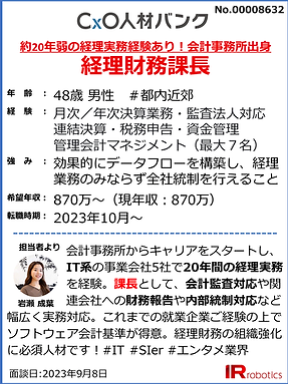 No.00008632
CxO人材バンク
約20年弱の経理実務経験あり！会計事務所出身
経理財務課長
年 齢 ： 48歳 男性 ＃都内近郊
経 験 ： 月次／年次決算業務・監査法人対応
連結決算・税務申告・資金管理
管理会計マネジメント（最大７名）
強 み ： 効果的にデータフローを構築し、経理
業務のみならず全社統制を行えること
希望年収： 870万～（現年収：870万）
転職時期： 2023年10月～
担当者より
岩瀬 成葉
会計事務所からキャリアをスタートし、
IT系の事業会社5社で20年間の経理実務
を経験。課長として、会計監査対応や関
連会社への財務報告や内部統制対応など
幅広く実務対応。これまでの就業企業ご経験の上で
ソフトウェア会計基準が得意。経理財務の組織強化
に必須人材です！#IT #SIer #エンタメ業界
面談日:2023年9月8日
IRrobotics